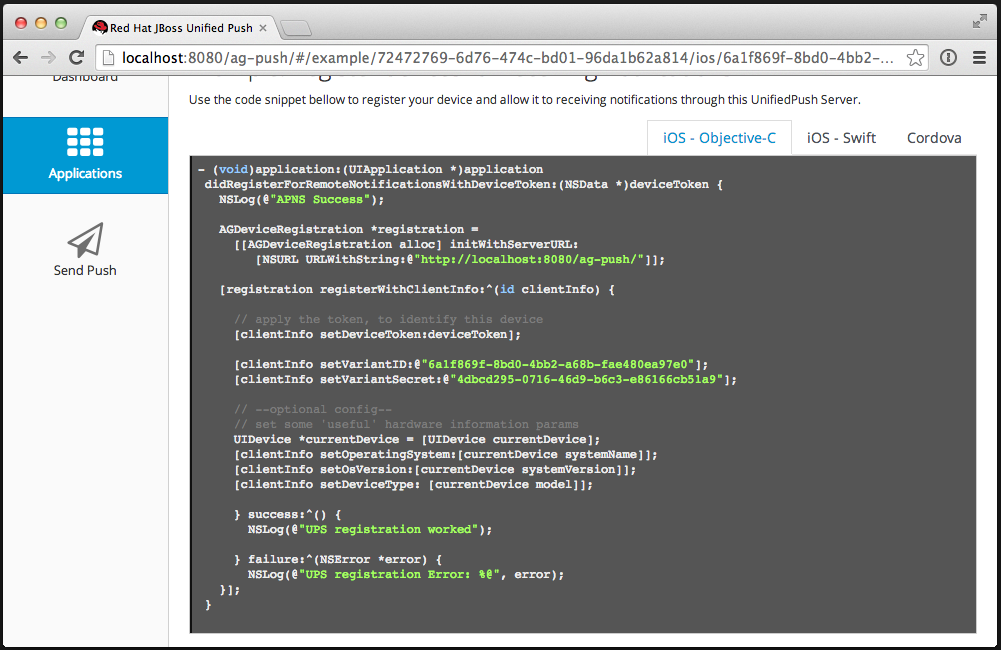 Red Hat JBoss Unified Push
localhost:8080/ag-push/#/example/72472769-6d76-474c-bd01-96da1b62a814/ios/6a1f869f-8bd0-4bb2-...
Dashboard
Use the code snippet bellow to register your device and allow it to receiving notifications through this UnifiedPush Server.
Applications
Send Push
iOS - Objective-C iOS - Swift Cordova
- (void)application:(UIApplication *)application
didRegisterForRemoteNotificationsWithDeviceToken:(NSData *)deviceToken {
NSLog(@"APNS Success");
AGDeviceRegistration *registration =
[[AGDeviceRegistration alloc] initWithServerURL:
[NSURL URLWithString:@"http://localhost:8080/ag-push/"]];
[registration registerWithClientInfo:^(id clientInfo) {
// apply the token, to identify this device
[clientInfo setDeviceToken:deviceToken];
[clientInfo setVariantID:@"6a1f869f-8bd0-4bb2-a68b-fae480ea97e0"];
[clientInfo setVariantSecret:@"4dbcd295-0716-46d9-b6c3-e86166cb51a9"];
// --optional config--
// set some 'useful' hardware information params
UIDevice *currentDevice = [UIDevice currentDevice];
[clientInfo setOperatingSystem:[currentDevice systemName]];
[clientInfo setOsVersion:[currentDevice systemVersion]];
[clientInfo setDeviceType: [currentDevice model]];
} success:^() {
NSLog(@"UPS registration worked");
} failure:^(NSError *error) {
NSLog(@"UPS registration Error: %@", error);
}];
}